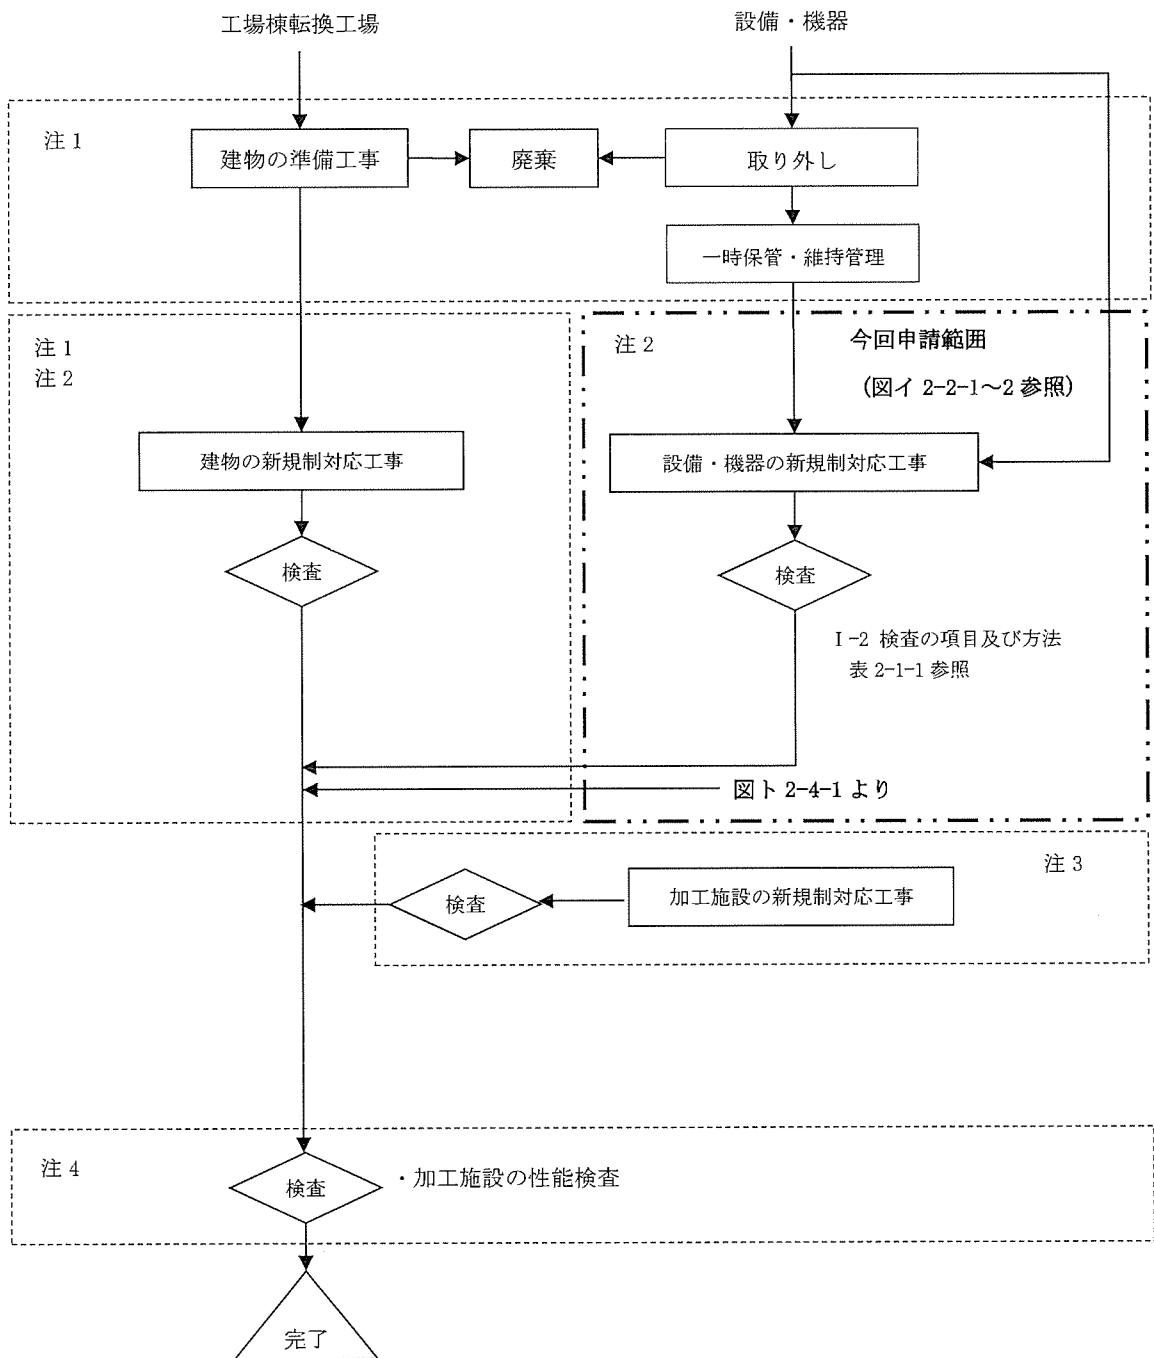 工場棟転換工場
設備・機器
注 1
建物の準備工事
廃棄
取り外し
一時保管・維持管理
注 1
注 2
注 2
今回申請範囲
(図イ 2-2-1～2 参照)
建物の新規制対応工事
設備・機器の新規制対応工事
検査
検査
Ⅰ-2 検査の項目及び方法
表 2-1-1 参照
図ト 2-4-1 より
注 3
検査
加工施設の新規制対応工事
注 4
検査
・加工施設の性能検査
完了